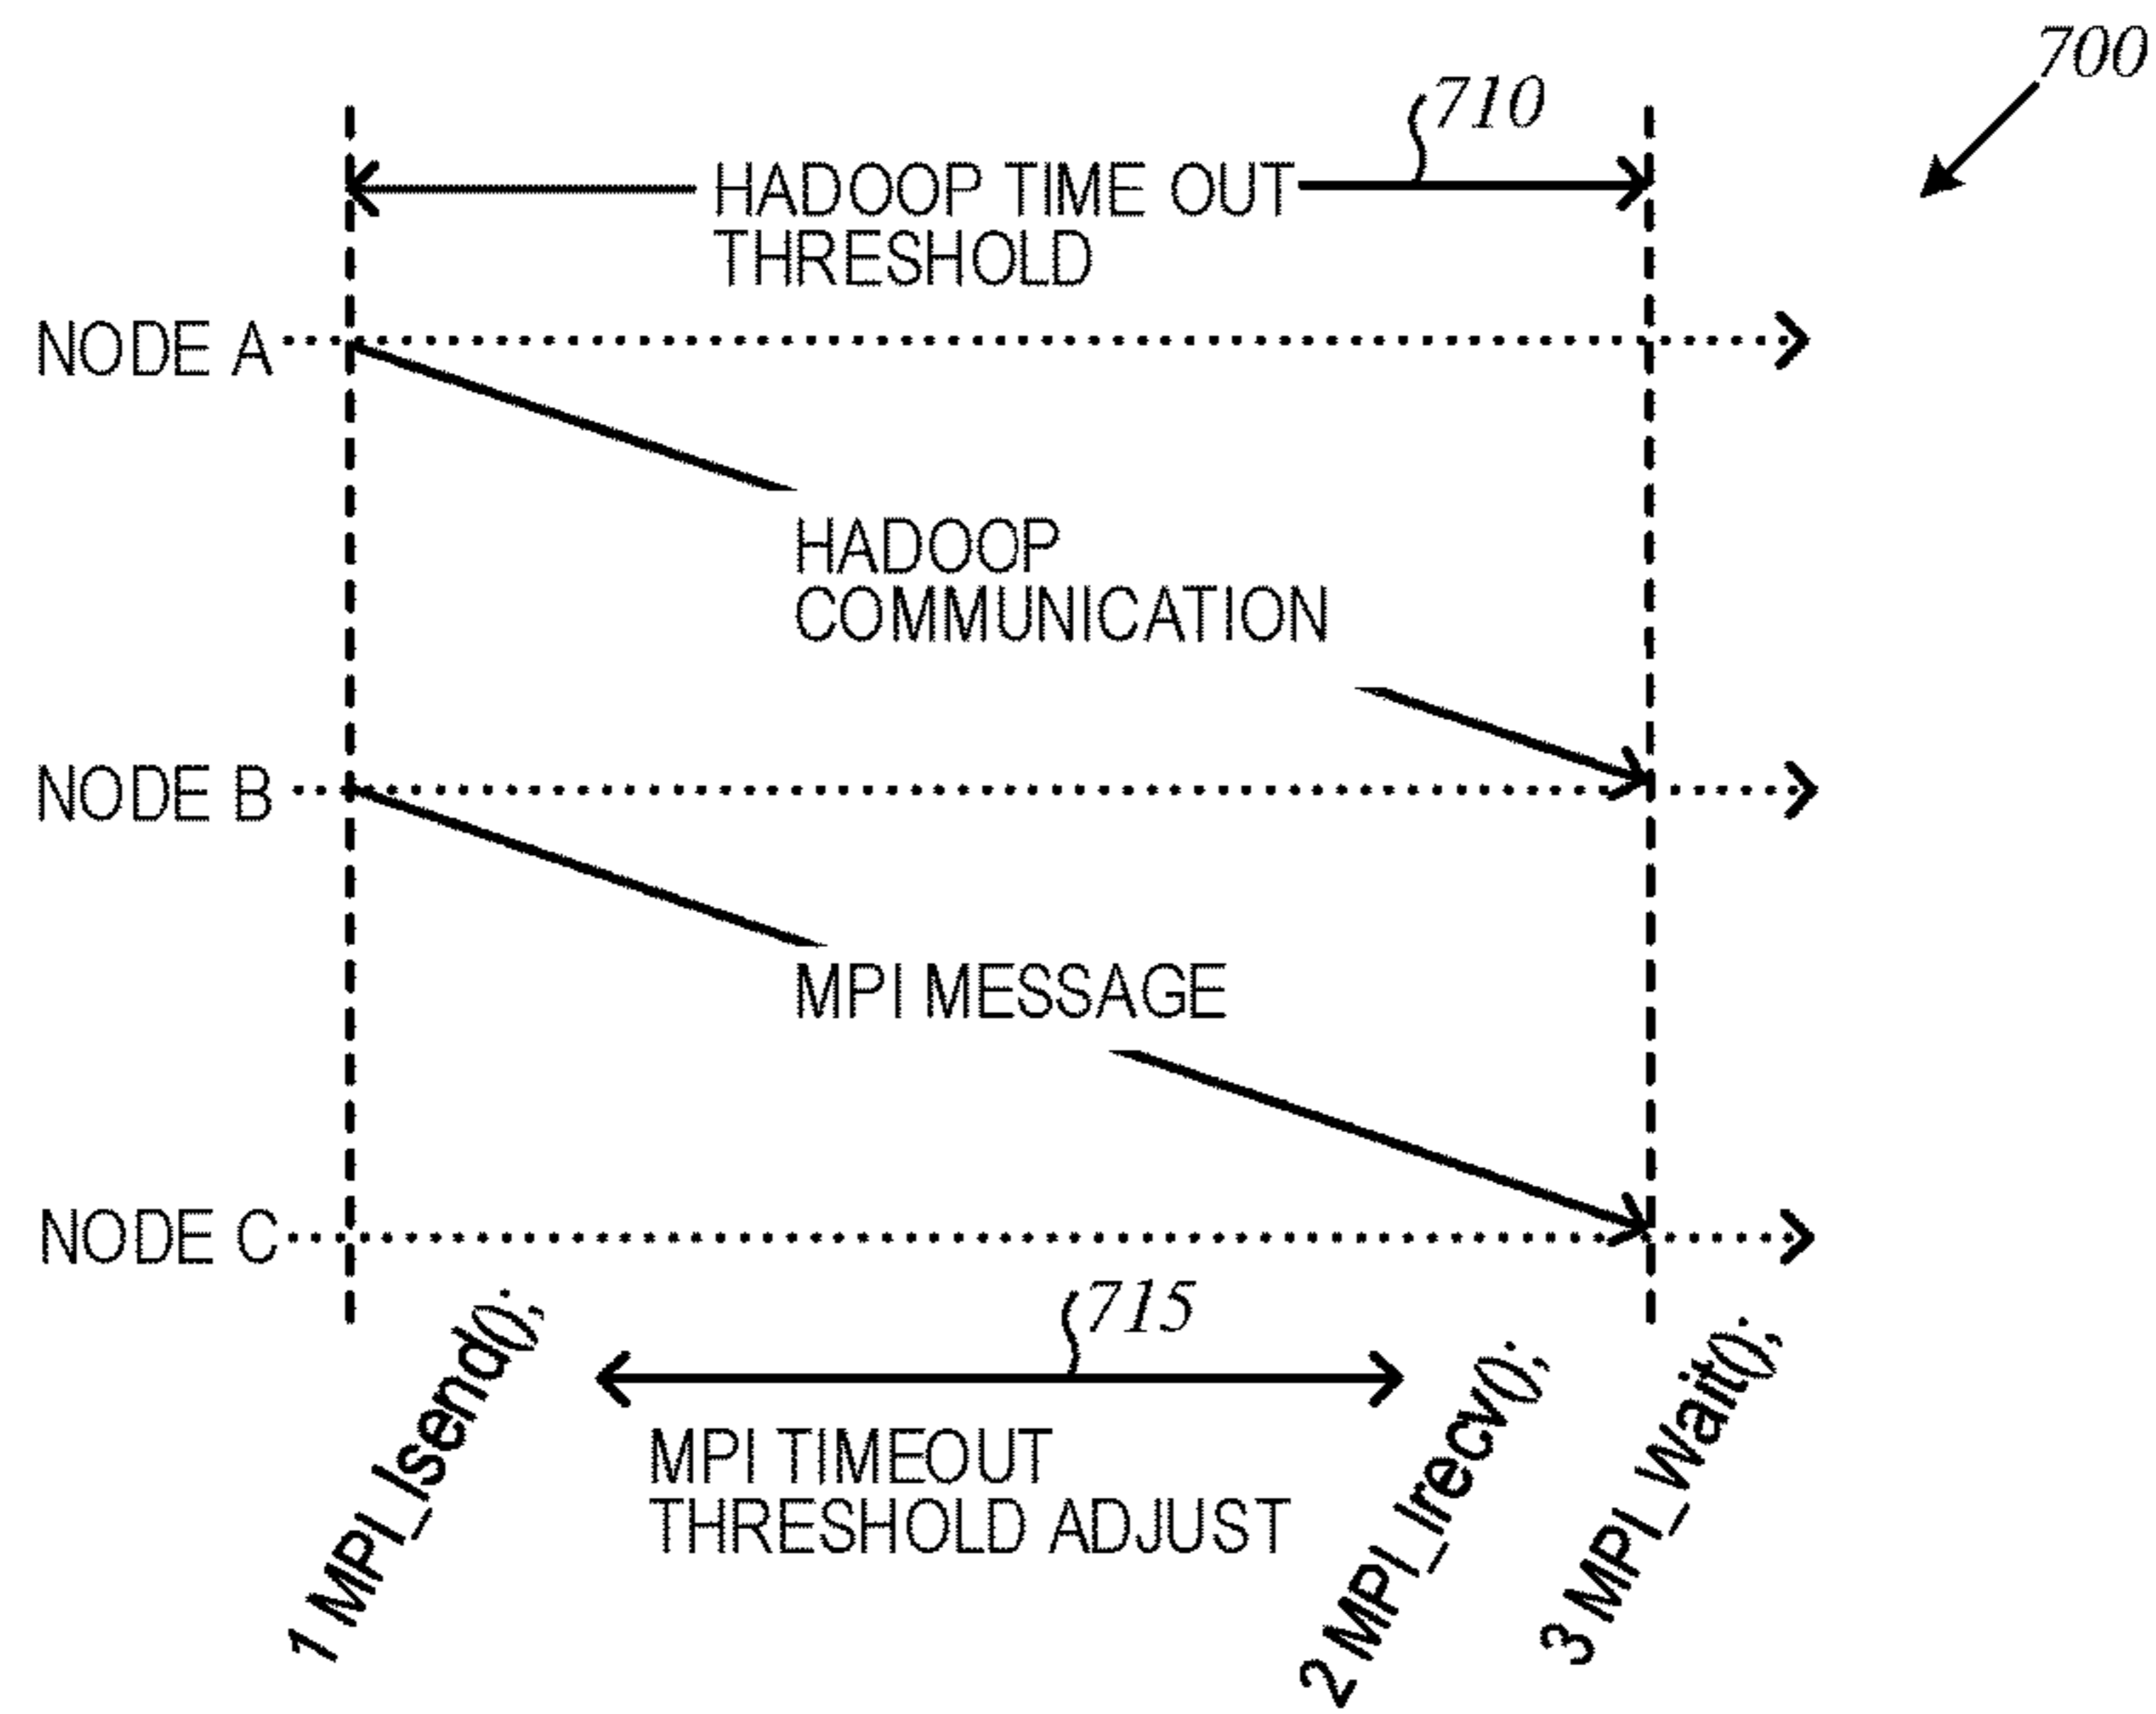 700
710
HADOOP TIME OUT
THRESHOLD
NODE A
HADOOP
COMMUNICATION
NODE B
MPI MESSAGE
NODE C
715
MPI TIMEOUT
THRESHOLD ADJUST
1 MPI_Isend();
2 MPI_Irecv();
3 MPI_Wait();